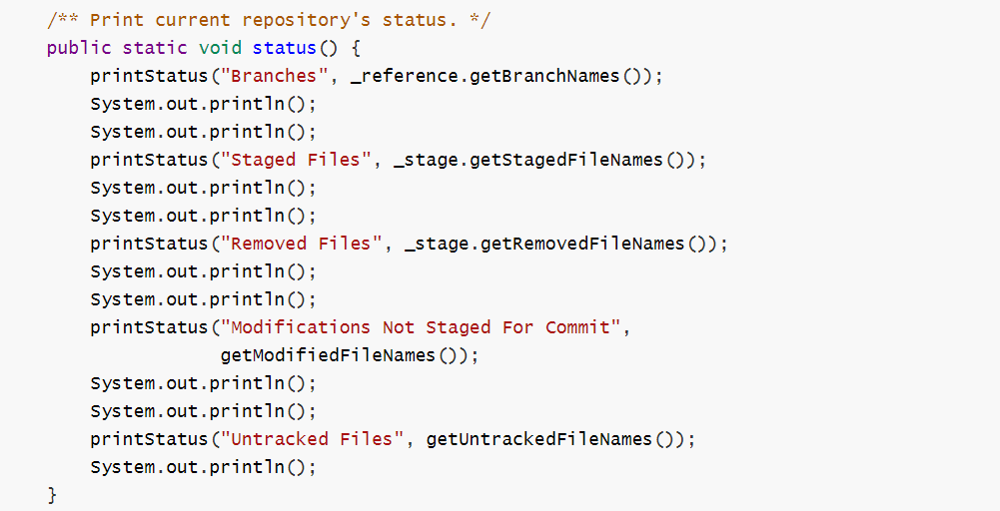 /** Print current repository's status. */
public static void status() {
    printStatus("Branches", _reference.getBranchNames());
    System.out.println();
    System.out.println();
    printStatus("Staged Files", _stage.getStagedFileNames());
    System.out.println();
    System.out.println();
    printStatus("Removed Files", _stage.getRemovedFileNames());
    System.out.println();
    System.out.println();
    printStatus("Modifications Not Staged For Commit",
                getModifiedFileNames());
    System.out.println();
    System.out.println();
    printStatus("Untracked Files", getUntrackedFileNames());
    System.out.println();
}